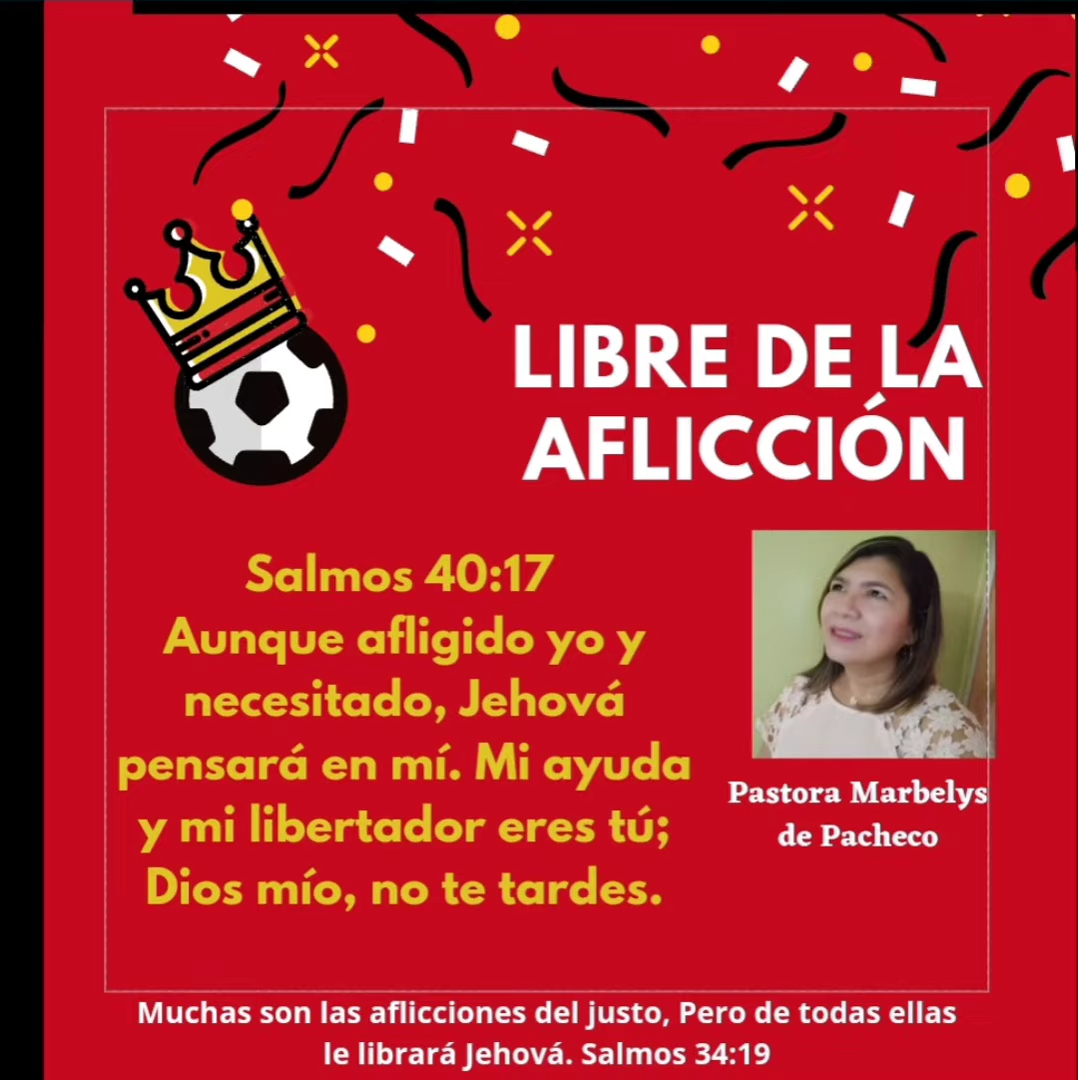 LIBRE DE LA
AFLICCIÓN
Salmos 40:17
Aunque afligido yo y
necesitado, Jehová
pensará en mí. Mi ayuda
y mi libertador eres tú;
Dios mío, no te tardes.
Pastora Marbelys
de Pacheco
Muchas son las aflicciones del justo, Pero de todas ellas
le librará Jehová. Salmos 34:19